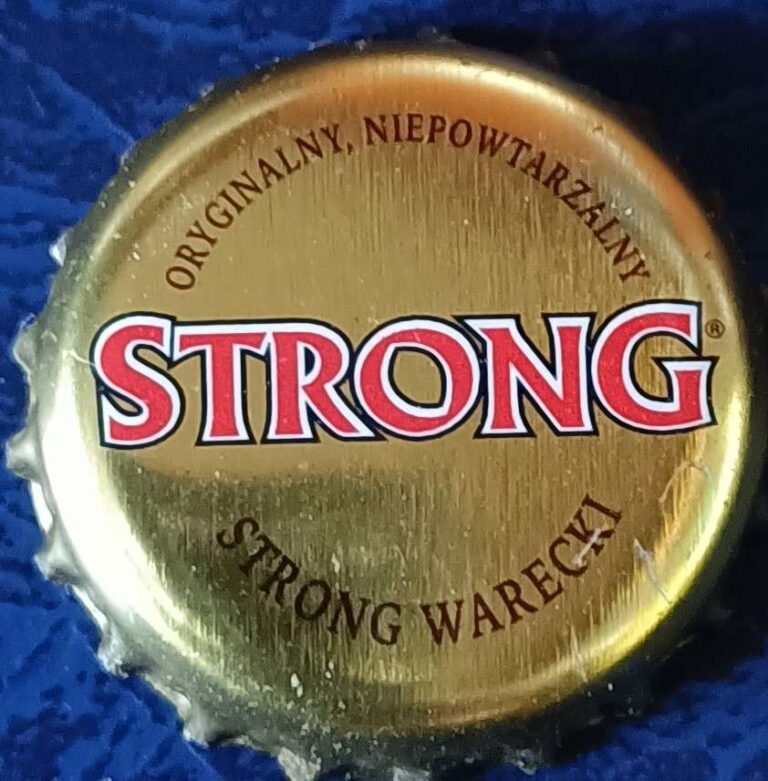 ORYGINALNY, NIEPOWTARZALNY
STRONG®
STRONG WARECKI